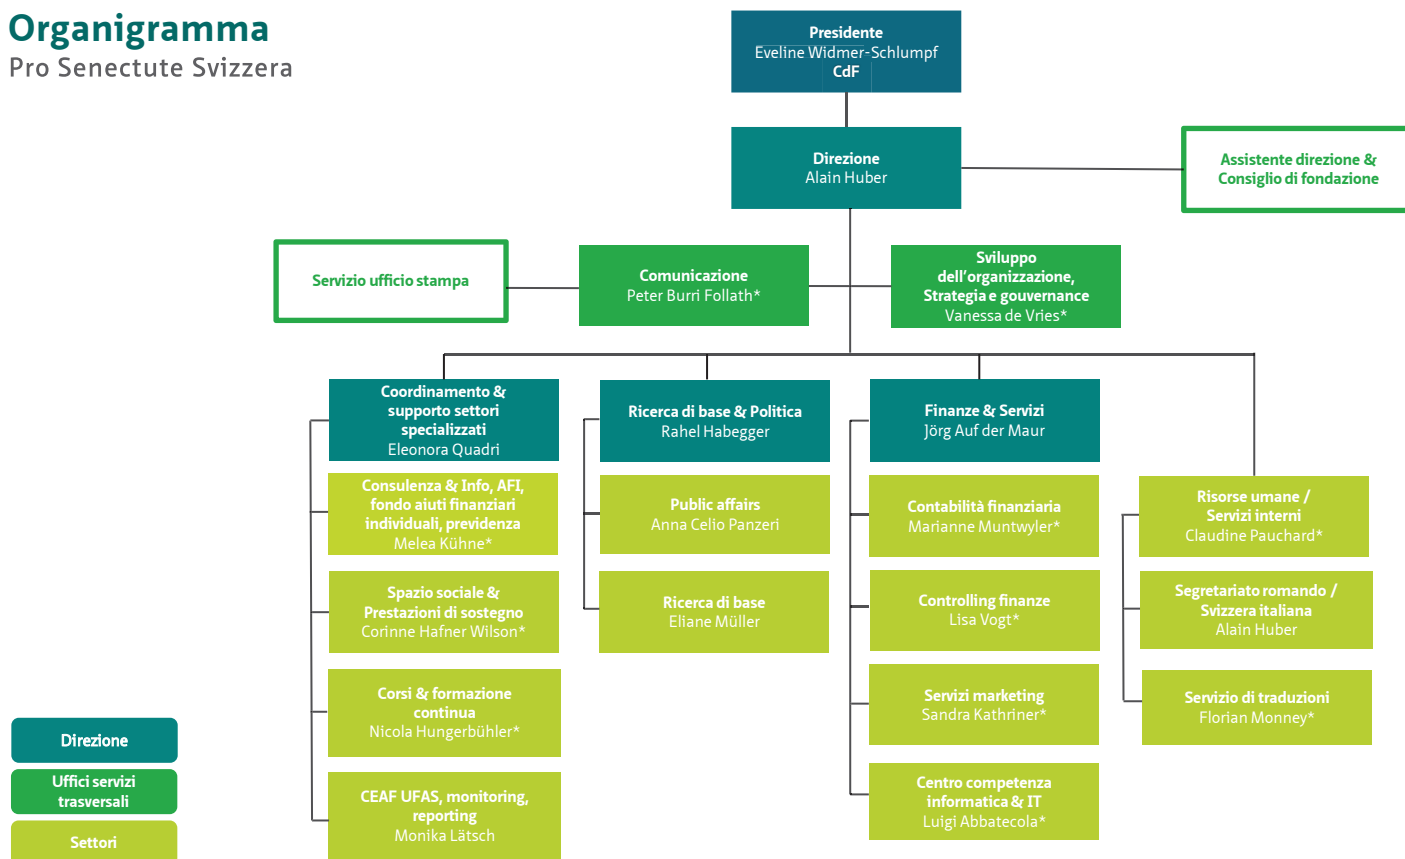 Organigramma
Pro Senectute Svizzera
Presidente
Eveline Widmer-Schlumpf
CdF
Direzione
Alain Huber
Assistente direzione &
Consiglio di fondazione
Servizio ufficio stampa
Comunicazione
Peter Burri Follath*
Sviluppo
dell'organizzazione,
Strategia e gouvernance
Vanessa de Vries*
Coordinamento &
supporto settori
specializzati
Eleonora Quadri
Consulenza & Info, AFI,
fondo aiuti finanziari
individuali, previdenza
Melea Kühne*
Spazio sociale &
Prestazioni di sostegno
Corinne Hafner Wilson*
Corsi & formazione
continua
Nicola Hungerbühler*
CEAF UFAS, monitoring,
reporting
Monika Lätsch
Ricerca di base & Politica
Rahel Habegger
Public affairs
Anna Celio Panzeri
Ricerca di base
Eliane Müller
Finanze & Servizi
Jörg Auf der Maur
Contabilità finanziaria
Marianne Muntwyler*
Controlling finanze
Lisa Vogt*
Servizi marketing
Sandra Kathriner*
Centro competenza
informatica & IT
Luigi Abbatecola*
Risorse umane /
Servizi interni
Claudine Pauchard*
Segretariato romando /
Svizzera italiana
Alain Huber
Servizio di traduzioni
Florian Monney*
Direzione
Uffici servizi
trasversali
Settori